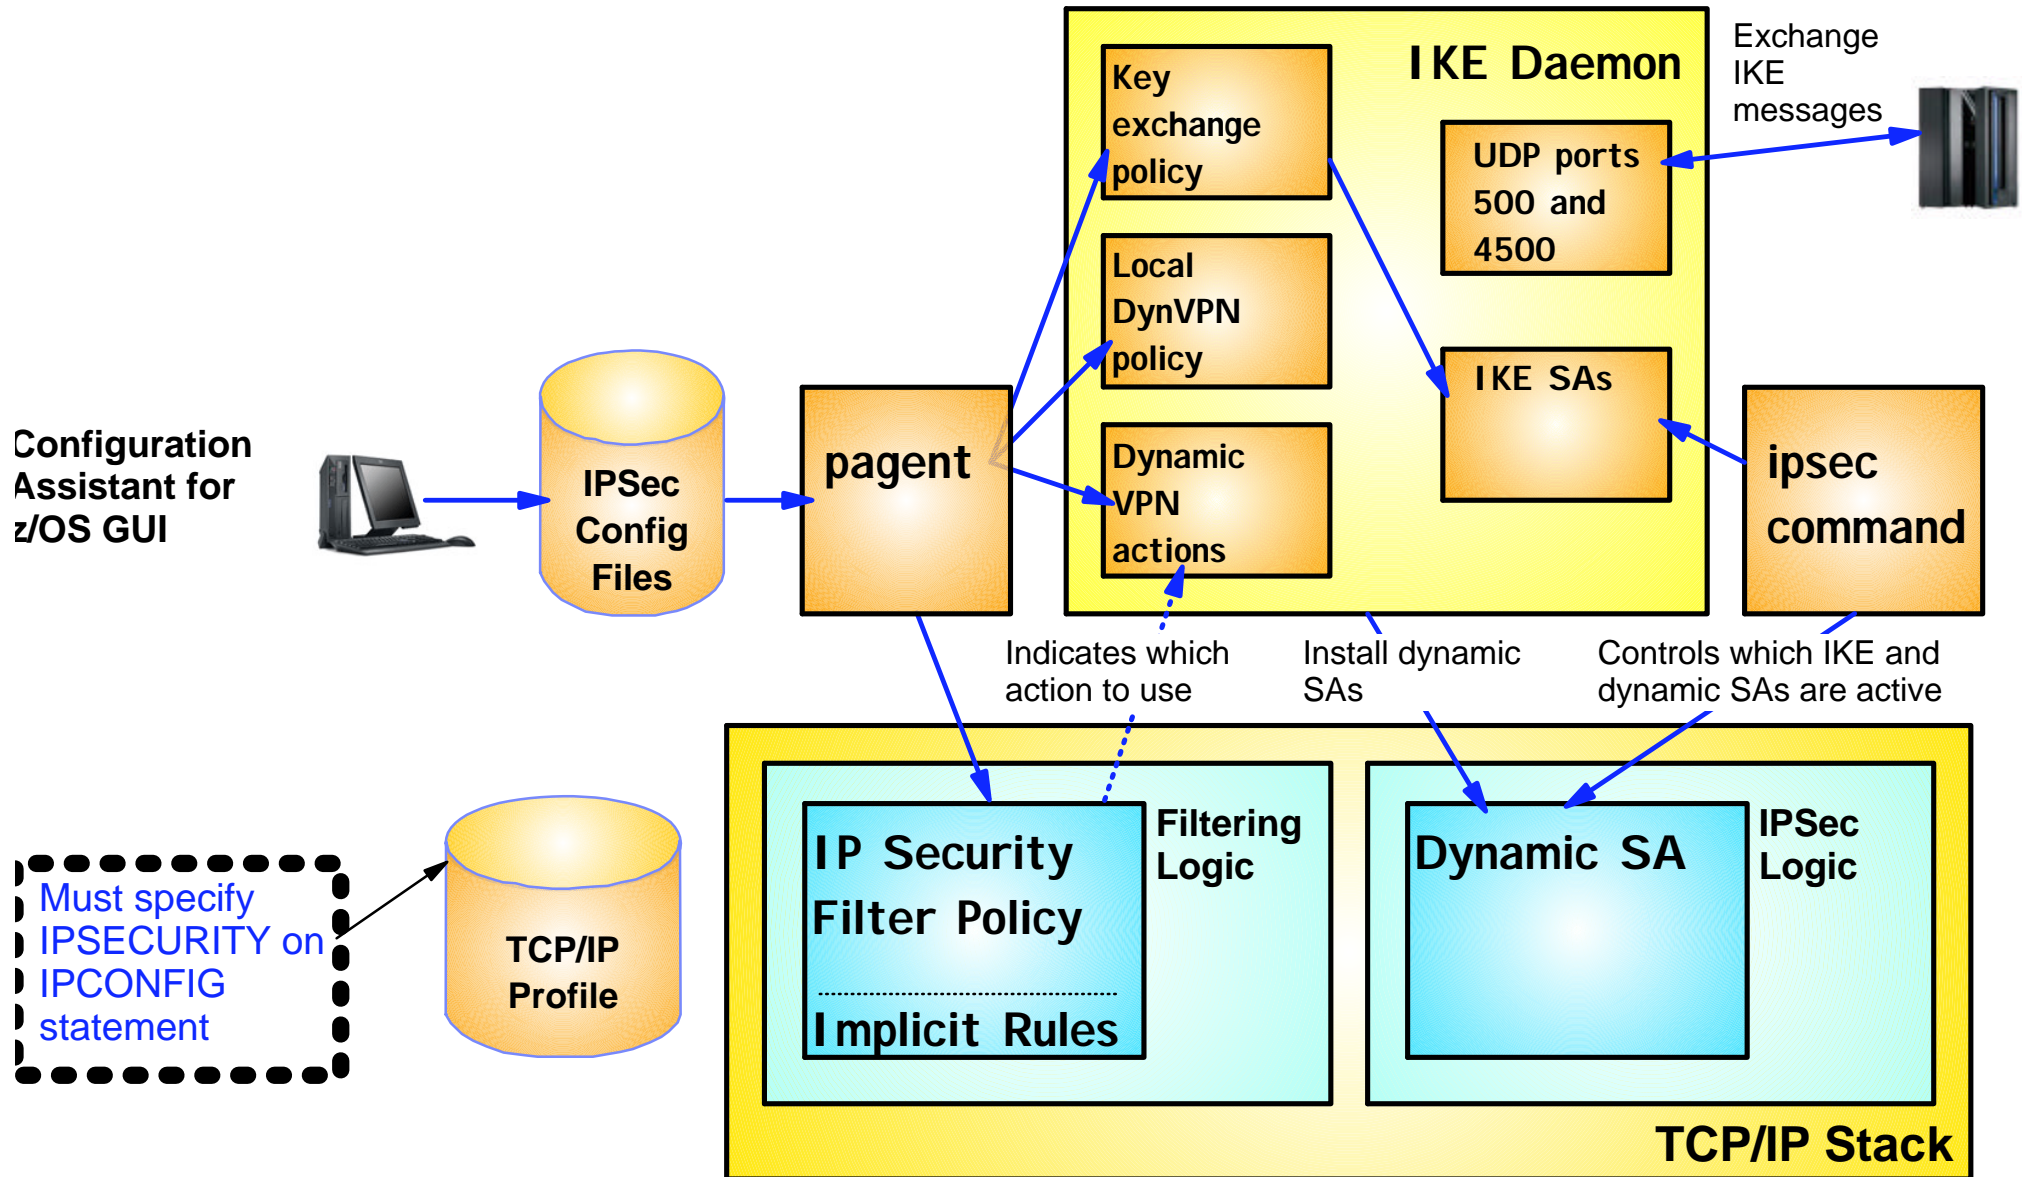 IKE Daemon
Exchange
IKE
messages
Key
exchange
policy
UDP ports
500 and
4500
Local
DynVPN
policy
IKE SAs
Configuration
Assistant for
z/OS GUI
IPSec
Config
Files
pagent
Dynamic
VPN
actions
ipsec
command
Indicates which
action to use
Install dynamic
SAs
Controls which IKE and
dynamic SAs are active
Must specify
IPSECURITY on
IPCONFIG
statement
TCP/IP
Profile
IP Security
Filter Policy
Implicit Rules
Filtering
Logic
Dynamic SA
IPSec
Logic
TCP/IP Stack